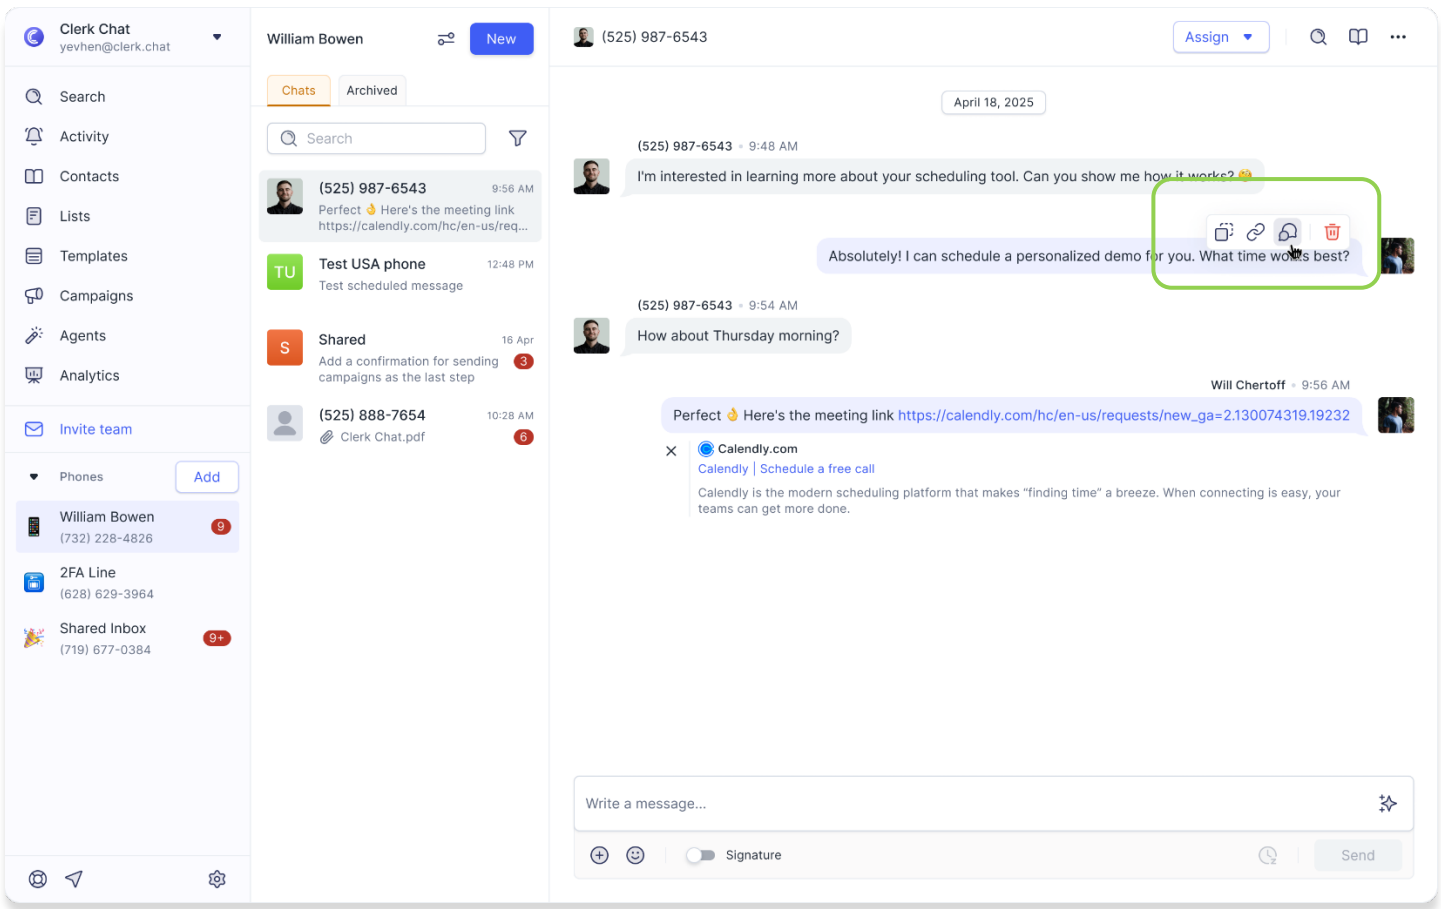 Clerk Chat
yevhen@clerk.chat
Search
Activity
Contacts
Lists
Templates
Campaigns
Agents
Analytics
Invite team
Phones
Add
William Bowen
(732) 228-4826
9
2FA Line
(628) 629-3964
Shared Inbox
(719) 677-0384
9+
William Bowen
New
Chats
Archived
Search
(525) 987-6543
9:56 AM
Perfect 👌 Here's the meeting link
https://calendly.com/hc/en-us/req...
TU
Test USA phone
12:48 PM
Test scheduled message
S
Shared
16 Apr
Add a confirmation for sending
campaigns as the last step
3
(525) 888-7654
10:28 AM
Clerk Chat.pdf
6
(525) 987-6543
Assign
April 18, 2025
(525) 987-6543 • 9:48 AM
I'm interested in learning more about your scheduling tool. Can you show me how it works? 🤔
Absolutely! I can schedule a personalized demo for you. What time works best?
(525) 987-6543 • 9:54 AM
How about Thursday morning?
Will Chertoff • 9:56 AM
Perfect 👌 Here's the meeting link https://calendly.com/hc/en-us/requests/new_ga=2.130074319.19232
Calendly.com
Calendly | Schedule a free call
Calendly is the modern scheduling platform that makes “finding time” a breeze. When connecting is easy, your
teams can get more done.
Write a message...
Signature
Send